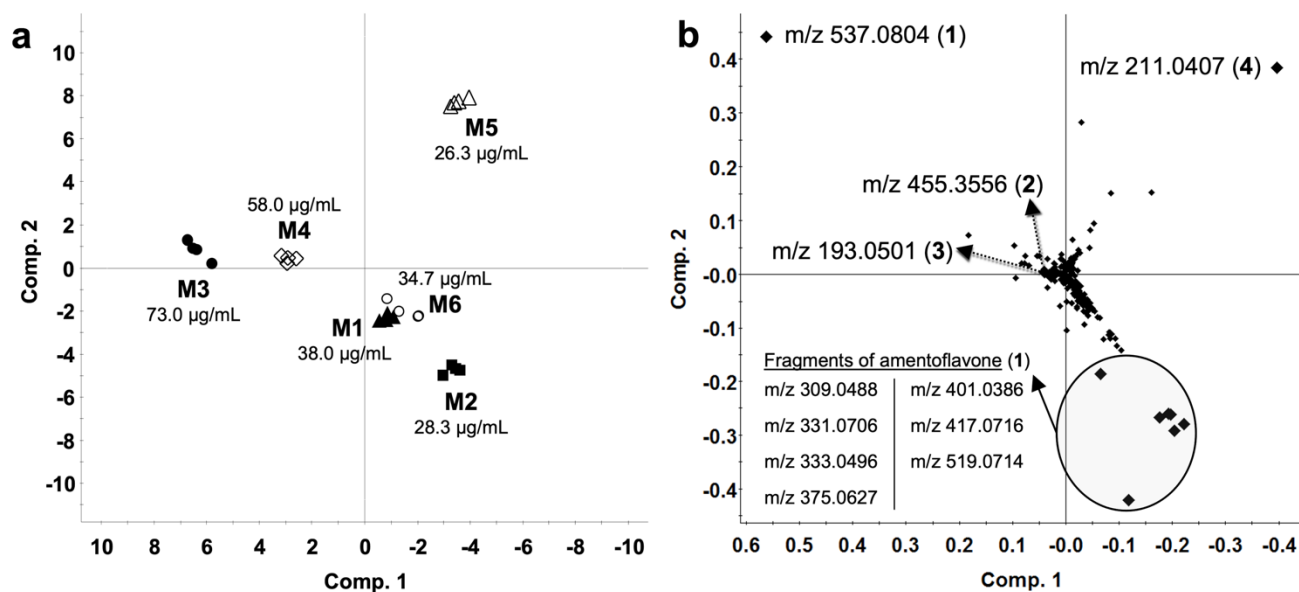 a
10
8
6
4
2
0
-2
-4
-6
-8
-10
Comp. 2
M5
26.3 µg/mL
58.0 µg/mL
M4
M3
73.0 µg/mL
34.7 µg/mL
M6
M1
38.0 µg/mL
M2
28.3 µg/mL
10 8 6 4 2 0 -2 -4 -6 -8 -10
Comp. 1
b
0.4
0.3
0.2
0.1
-0.0
-0.1
-0.2
-0.3
-0.4
Comp. 2
m/z 537.0804 (1)
m/z 211.0407 (4)
m/z 455.3556 (2)
m/z 193.0501 (3)
Fragments of amentoflavone (1)
m/z 309.0488 m/z 401.0386
m/z 331.0706 m/z 417.0716
m/z 333.0496 m/z 519.0714
m/z 375.0627
0.6 0.5 0.4 0.3 0.2 0.1 -0.0 -0.1 -0.2 -0.3 -0.4
Comp. 1